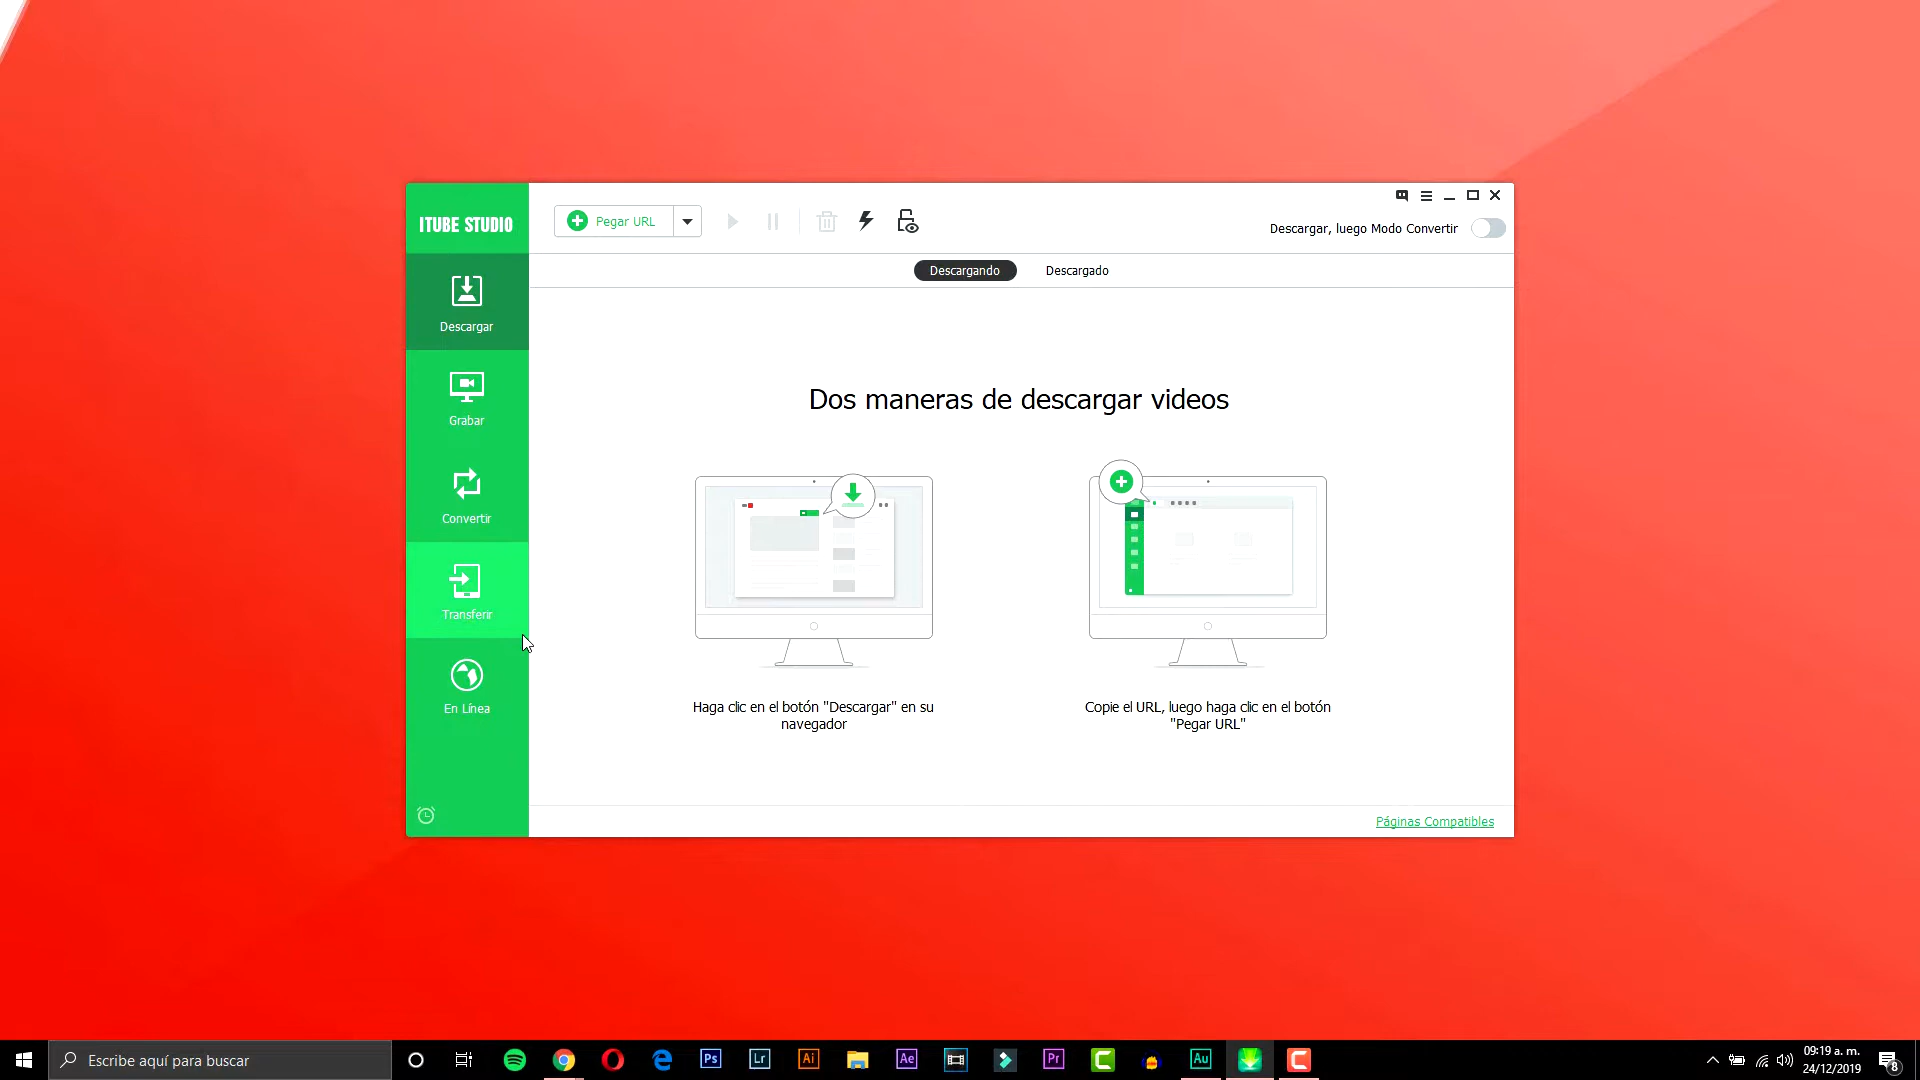 ITUBE STUDIO
Pegar URL
Descargar, luego Modo Convertir
Descargando
Descargado
Descargar
Grabar
Convertir
Transferir
En Línea
Dos maneras de descargar videos
Haga clic en el botón "Descargar" en su
navegador
Copie el URL, luego haga clic en el botón
"Pegar URL"
Páginas Compatibles
Escribe aquí para buscar
Ps
Lr
Ai
Ae
Pr
Au
09:19 a. m.
24/12/2019
8